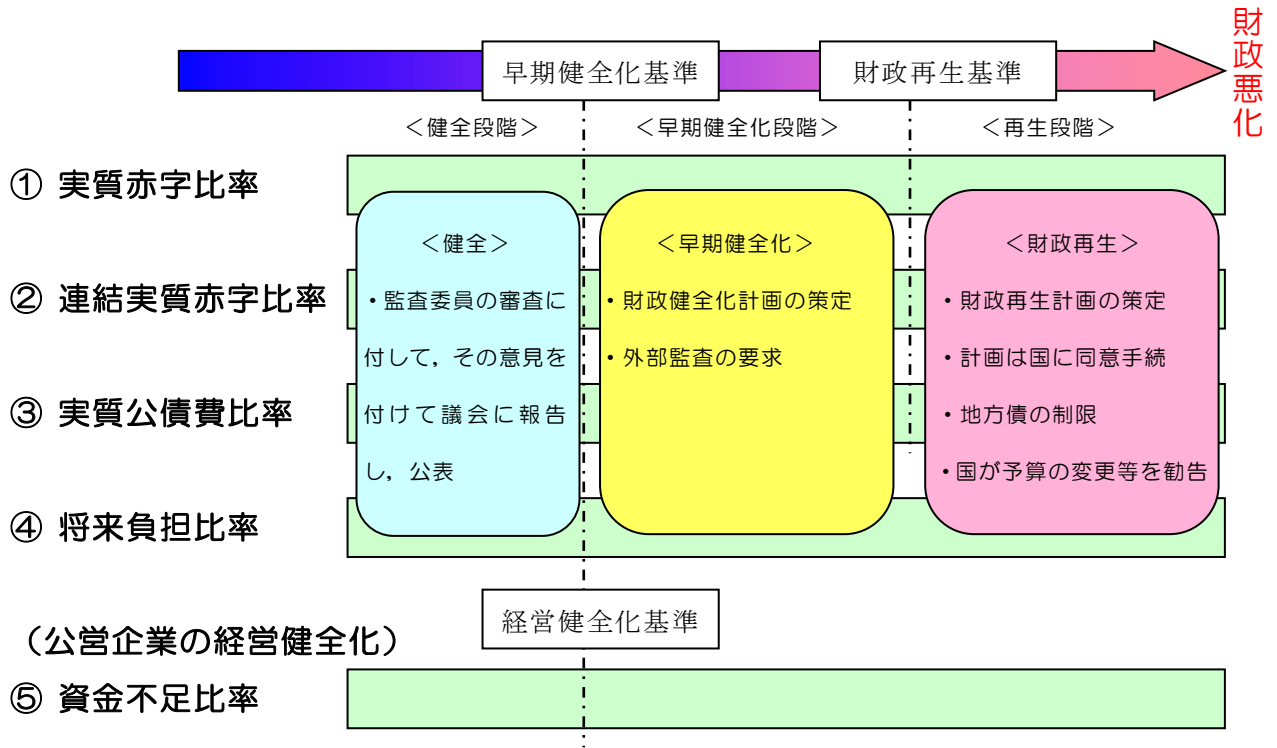 財政悪化
早期健全化基準
財政再生基準
＜健全段階＞
＜早期健全化段階＞
＜再生段階＞
① 実質赤字比率
② 連結実質赤字比率
③ 実質公債費比率
④ 将来負担比率
＜健全＞
・監査委員の審査に
付して，その意見を
付けて議会に報告
し，公表
＜早期健全化＞
・財政健全化計画の策定
・外部監査の要求
＜財政再生＞
・財政再生計画の策定
・計画は国に同意手続
・地方債の制限
・国が予算の変更等を勧告
経営健全化基準
（公営企業の経営健全化）
⑤ 資金不足比率